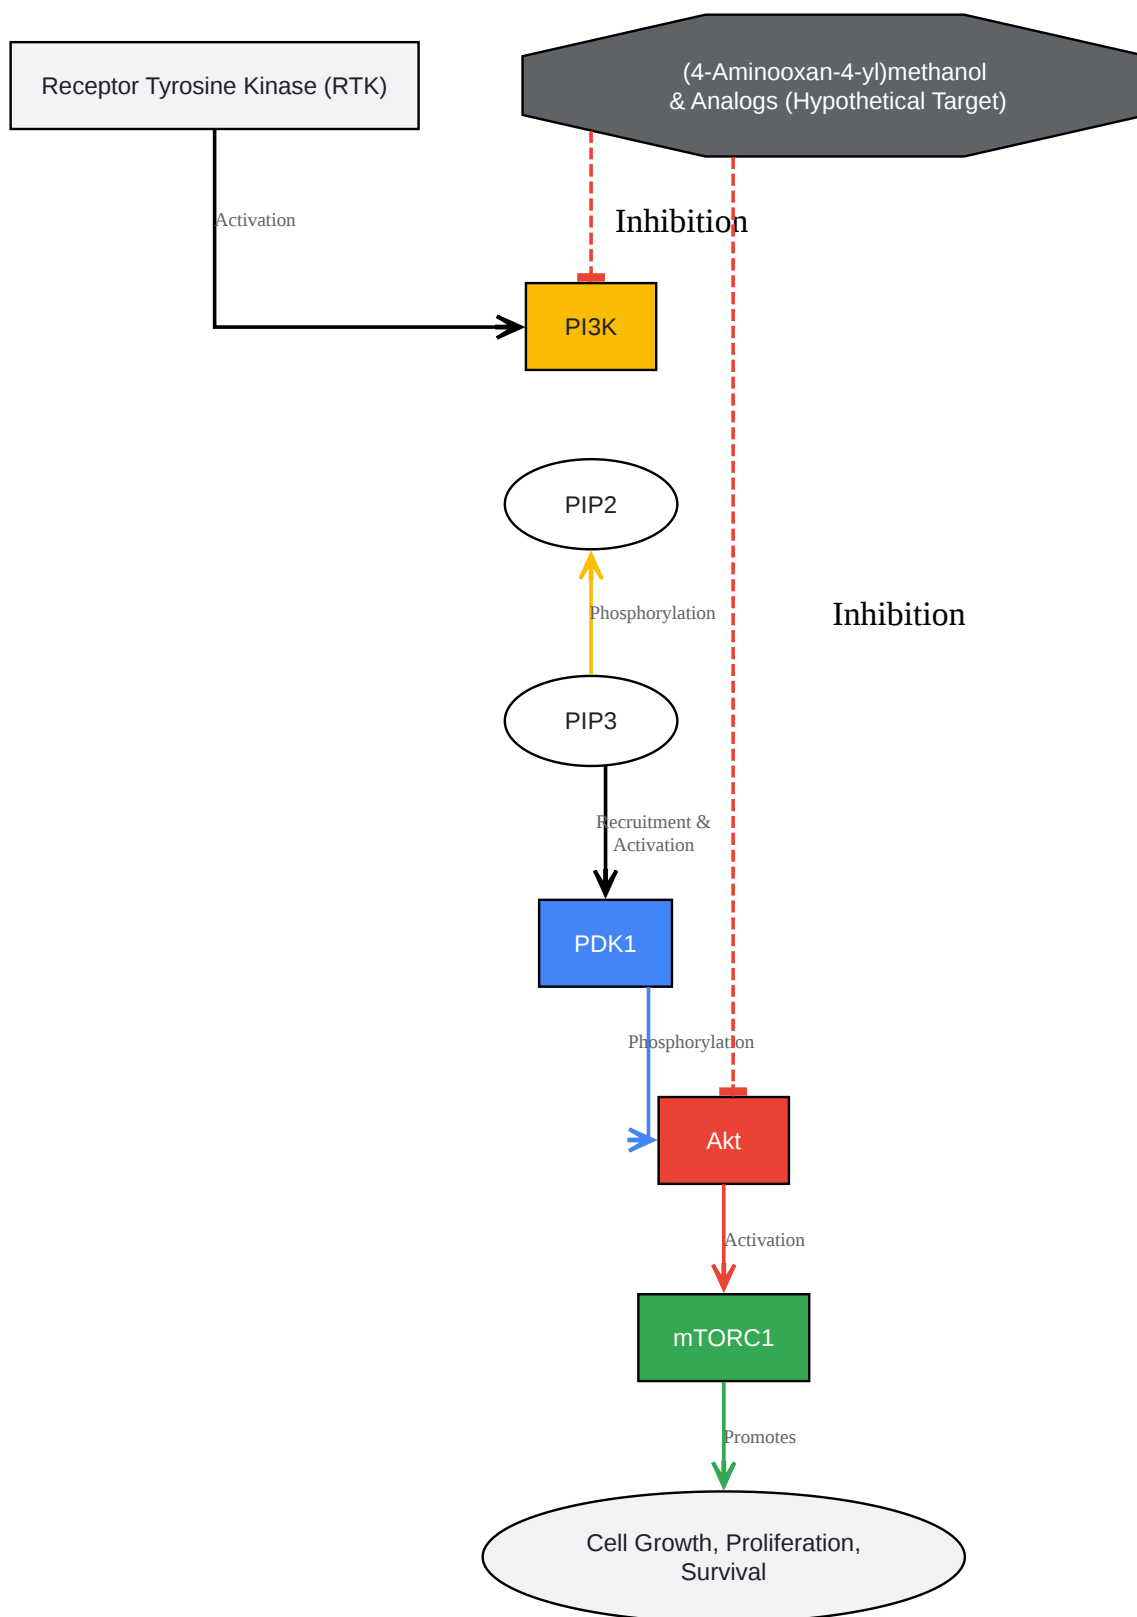 Receptor Tyrosine Kinase (RTK)
(4-Aminooxan-4-yl)methanol
& Analogs (Hypothetical Target)
Activation
Inhibition
PI3K
PIP2
Phosphorylation
Inhibition
PIP3
Recruitment &
Activation
PDK1
Phosphorylation
Akt
Activation
mTORC1
Promotes
Cell Growth, Proliferation,
Survival